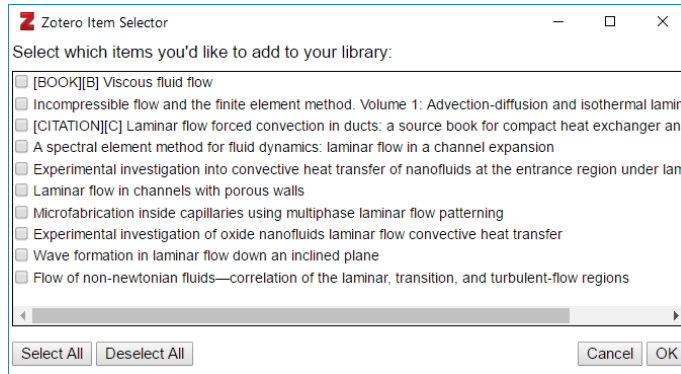 Zotero Item Selector
Select which items you'd like to add to your library:
[BOOK][B] Viscous fluid flow
Incompressible flow and the finite element method. Volume 1: Advection-diffusion and isothermal lamin
[CITATION][C] Laminar flow forced convection in ducts: a source book for compact heat exchanger an
A spectral element method for fluid dynamics: laminar flow in a channel expansion
Experimental investigation into convective heat transfer of nanofluids at the entrance region under lam
Laminar flow in channels with porous walls
Microfabrication inside capillaries using multiphase laminar flow patterning
Experimental investigation of oxide nanofluids laminar flow convective heat transfer
Wave formation in laminar flow down an inclined plane
Flow of non-newtonian fluids—correlation of the laminar, transition, and turbulent-flow regions
Select All Deselect All Cancel OK